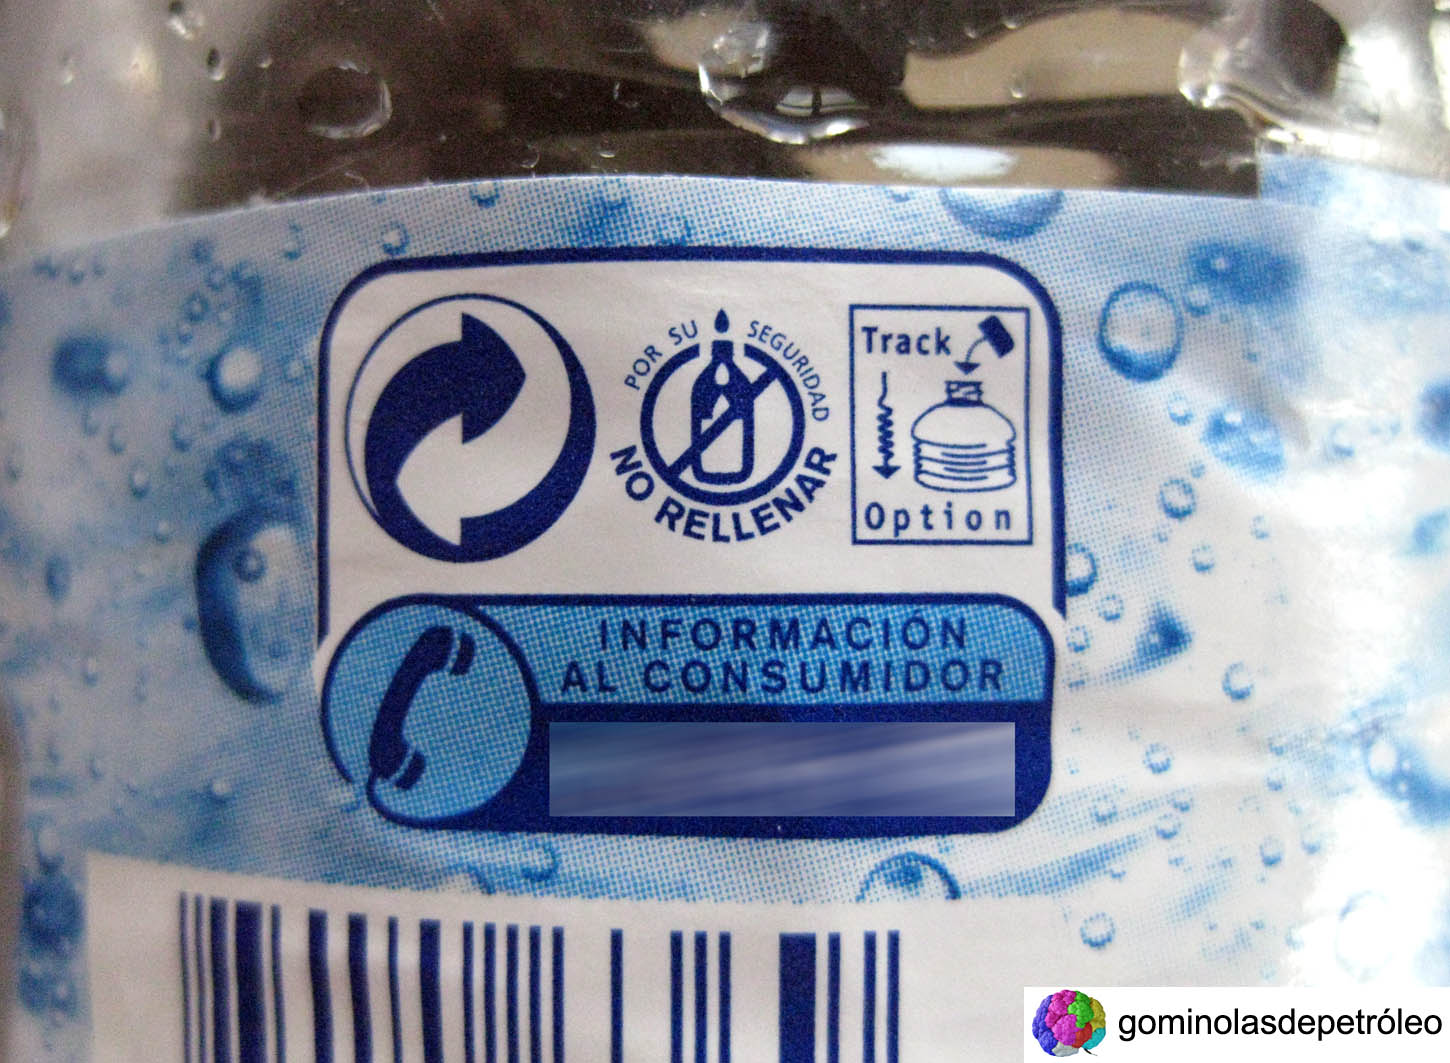 POR SU SEGURIDAD
NO RELLENAR
Track
Option
INFORMACIÓN
AL CONSUMIDOR
gominolasdepetróleo